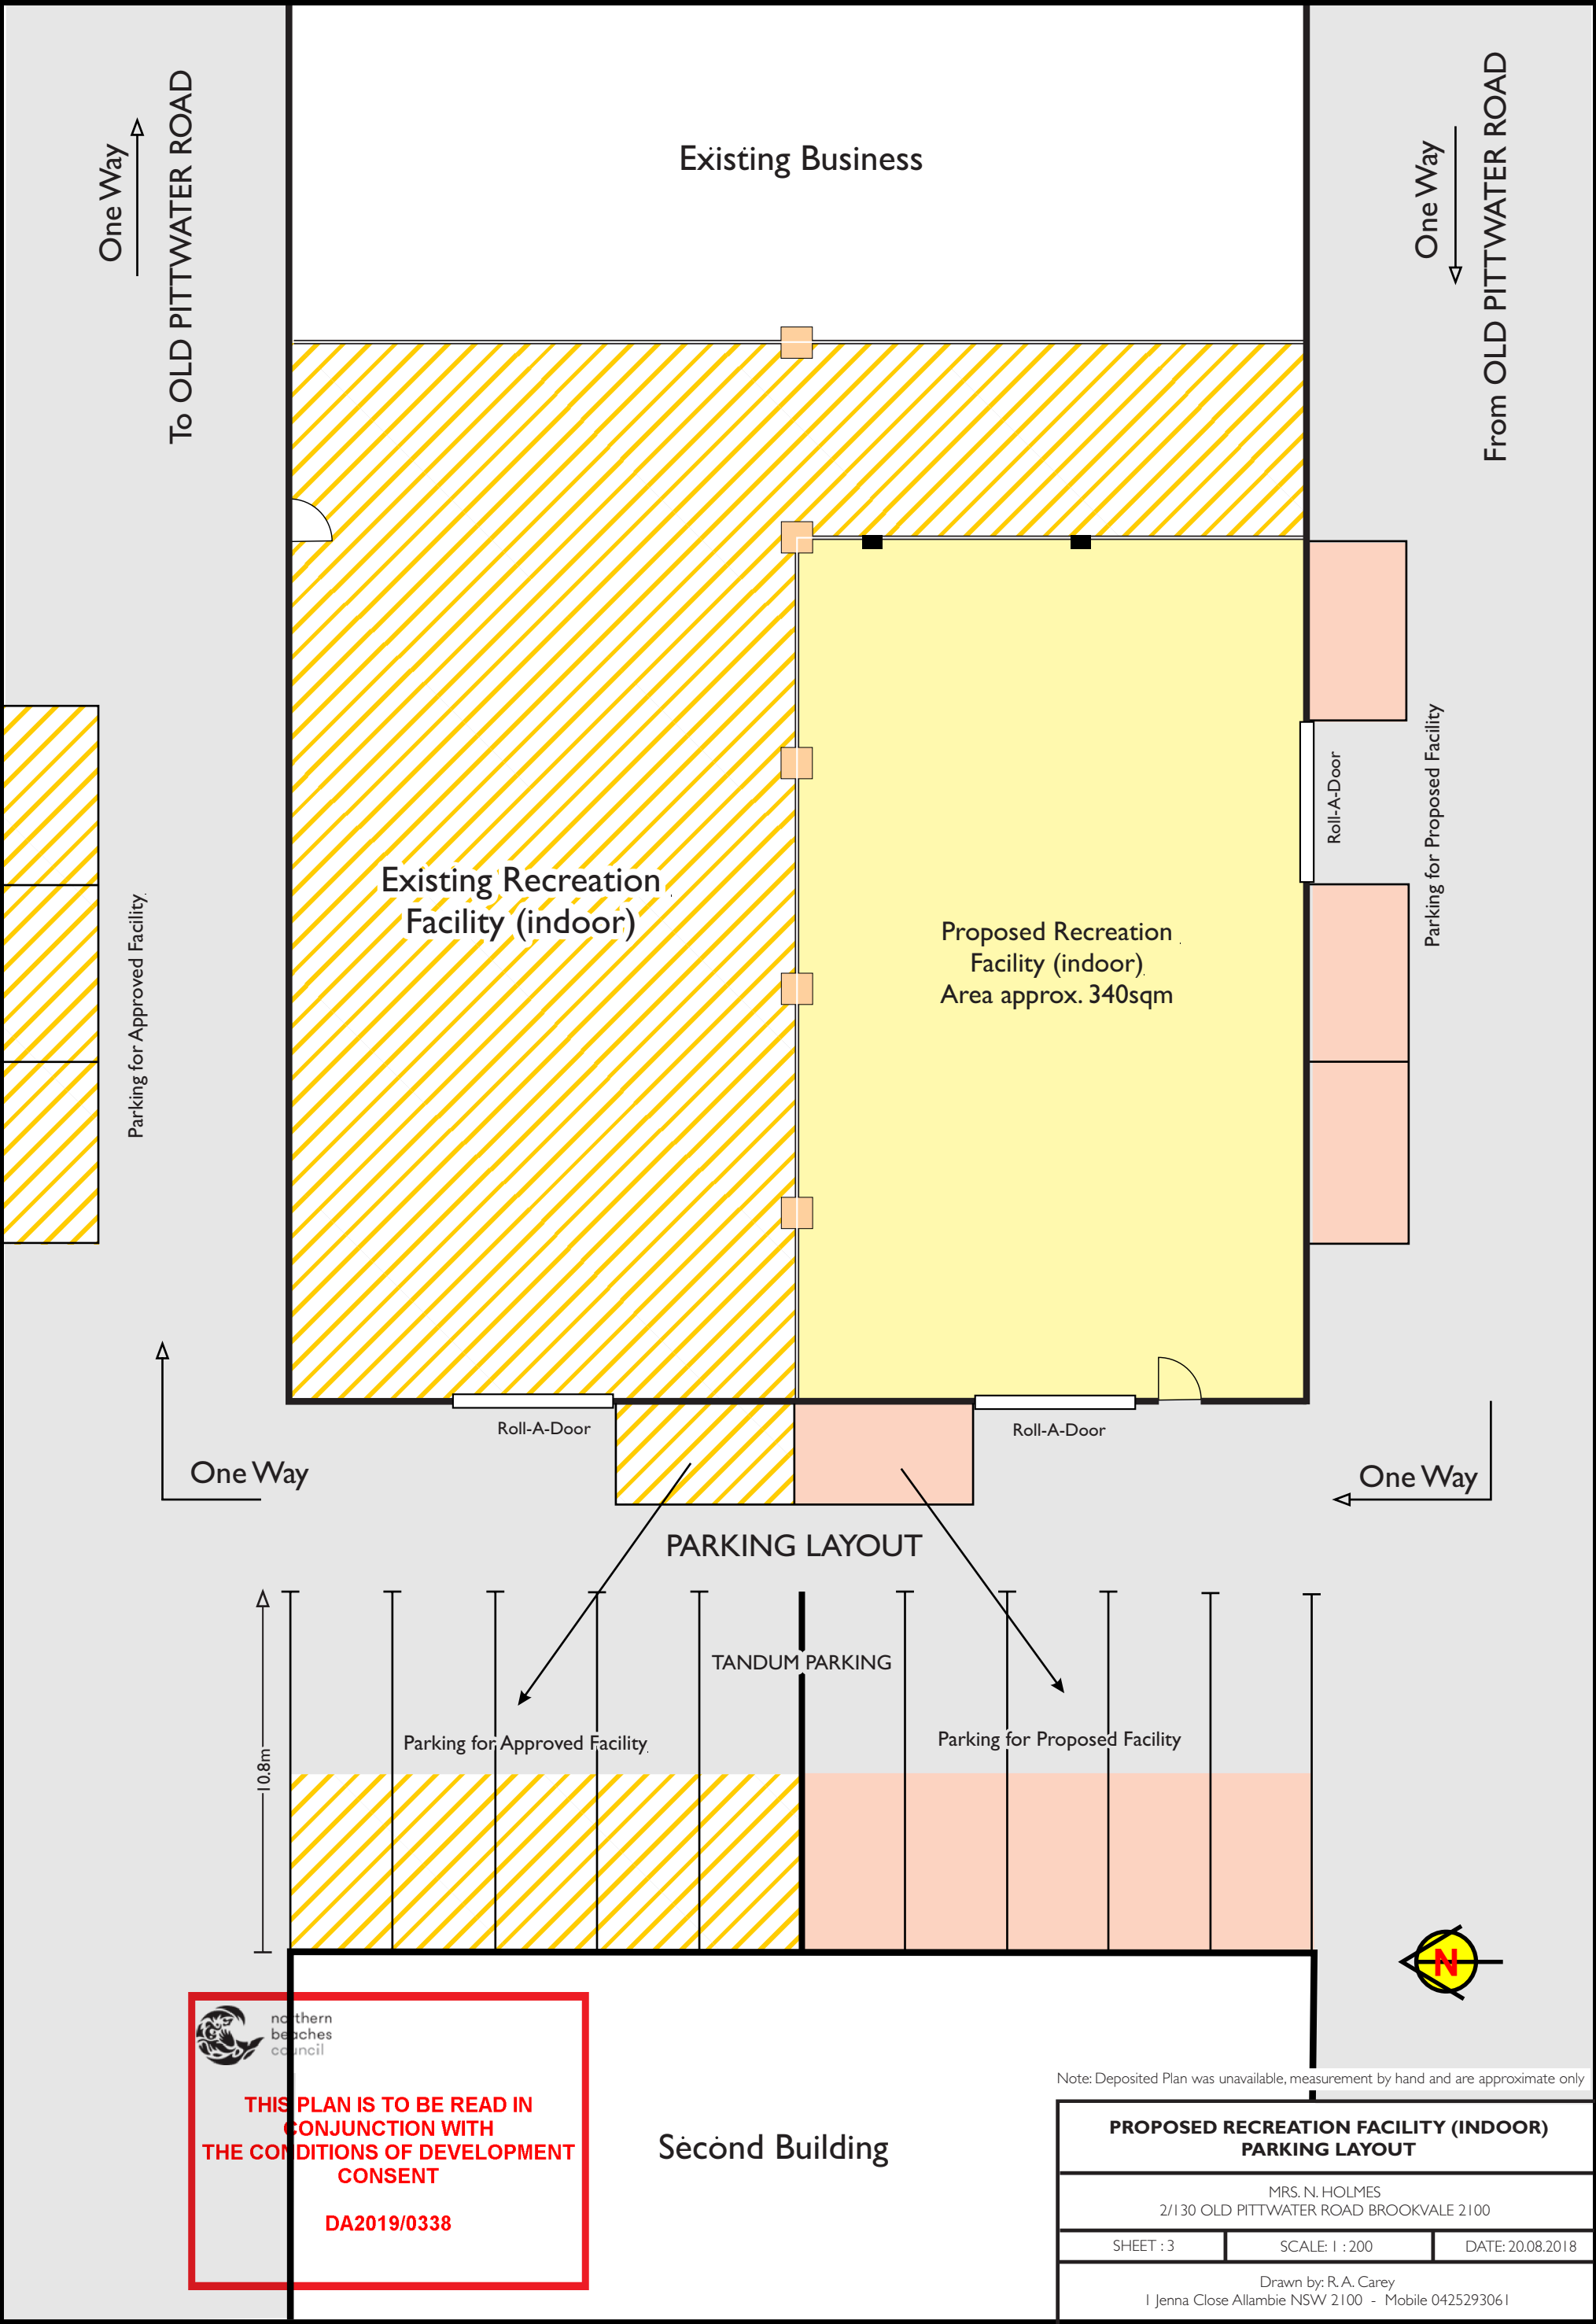 One Way
To OLD PITTWATER ROAD
Existing Business
One Way
From OLD PITTWATER ROAD
Parking for Approved Facility
Existing Recreation
Facility (indoor)
Proposed Recreation
Facility (indoor)
Area approx. 340sqm
Roll-A-Door
Parking for Proposed Facility
Roll-A-Door
Roll-A-Door
One Way
One Way
PARKING LAYOUT
TANDUM PARKING
Parking for Approved Facility
Parking for Proposed Facility
10.8m
N
northern
beaches
council
THIS PLAN IS TO BE READ IN
CONJUNCTION WITH
THE CONDITIONS OF DEVELOPMENT
CONSENT
DA2019/0338
Second Building
Note: Deposited Plan was unavailable, measurement by hand and are approximate only
PROPOSED RECREATION FACILITY (INDOOR)
PARKING LAYOUT
MRS. N. HOLMES
2/130 OLD PITTWATER ROAD BROOKVALE 2100
SHEET : 3
SCALE: 1 : 200
DATE: 20.08.2018
Drawn by: R. A. Carey
1 Jenna Close Allambie NSW 2100 - Mobile 0425293061